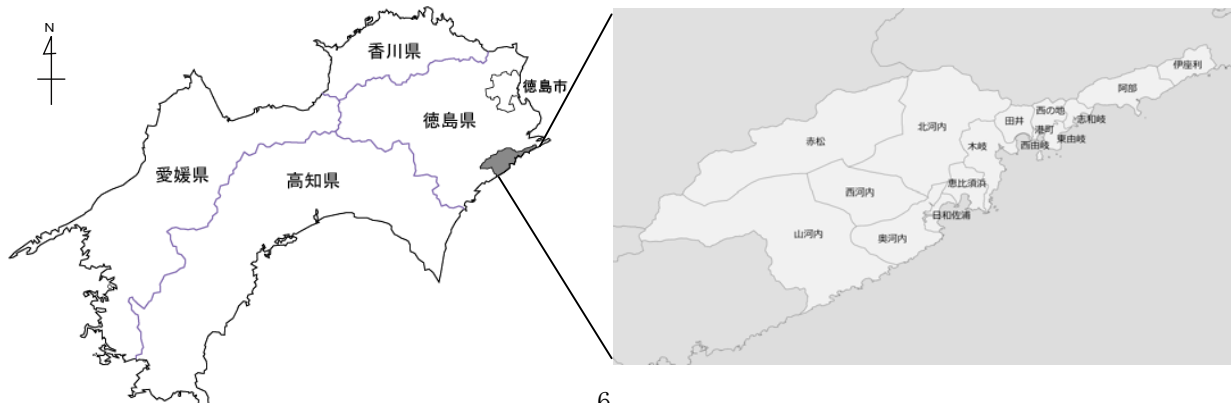 N
香川県
徳島市
徳島県
愛媛県
高知県
伊座利
阿部
西の地
志和岐
田井
港町
東由岐
西由岐
北河内
木岐
赤松
恵比須浜
西河内
日和佐浦
山河内
奥河内
6